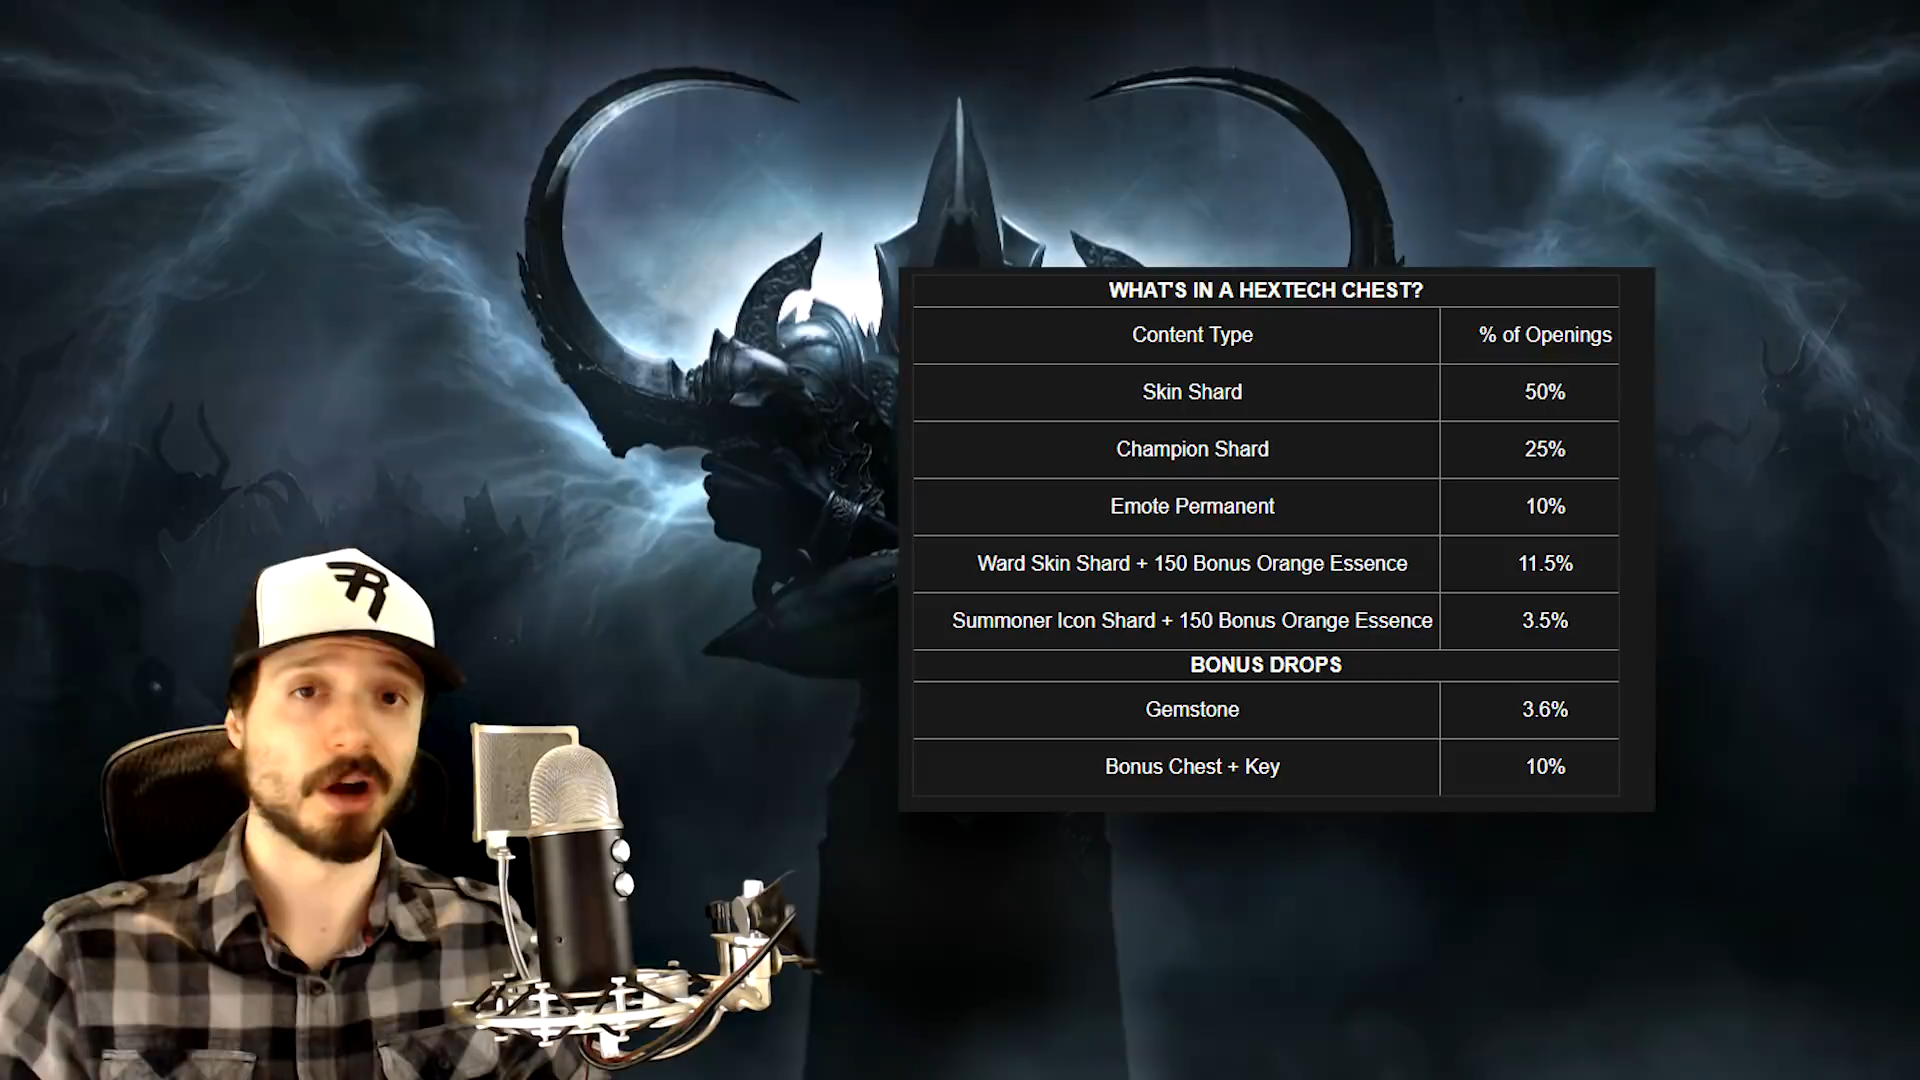 WHAT'S IN A HEXTECH CHEST?
Content Type % of Openings
Skin Shard 50%
Champion Shard 25%
Emote Permanent 10%
Ward Skin Shard + 150 Bonus Orange Essence 11.5%
Summoner Icon Shard + 150 Bonus Orange Essence 3.5%
BONUS DROPS
Gemstone 3.6%
Bonus Chest + Key 10%
R